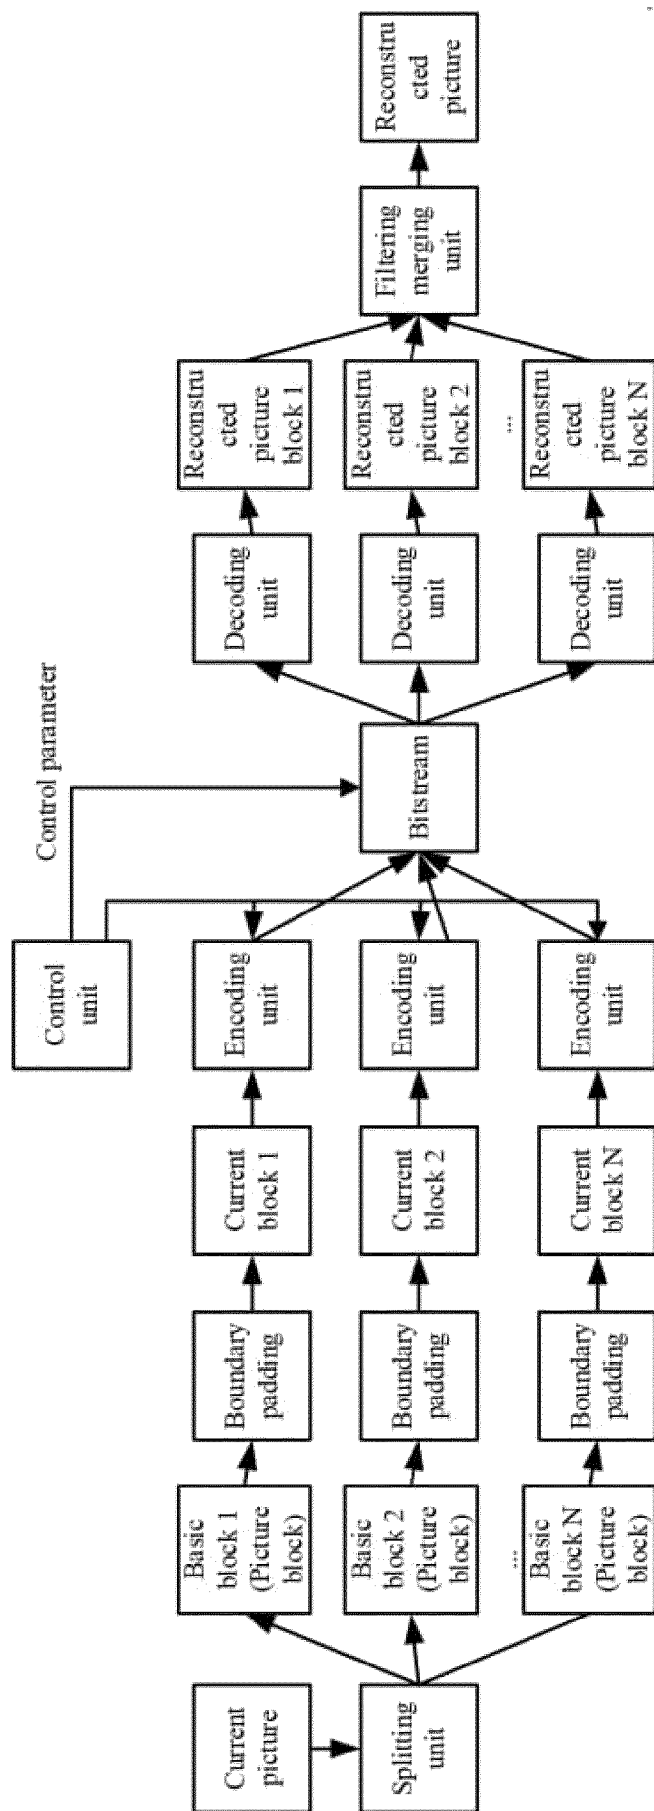 Current
picture
Splitting
unit
Basic
block 1
(Picture
block)
Basic
block 2
(Picture
block)
...
Basic
block N
(Picture
block)
Boundary
padding
Boundary
padding
Boundary
padding
Current
block 1
Current
block 2
Current
block N
Control
unit
Control parameter
Encoding
unit
Encoding
unit
Encoding
unit
Bitstream
Decoding
unit
Decoding
unit
Decoding
unit
Reconstru
cted
picture
block 1
Reconstru
cted
picture
block 2
...
Reconstru
cted
picture
block N
Filtering
merging
unit
Reconstru
cted
picture